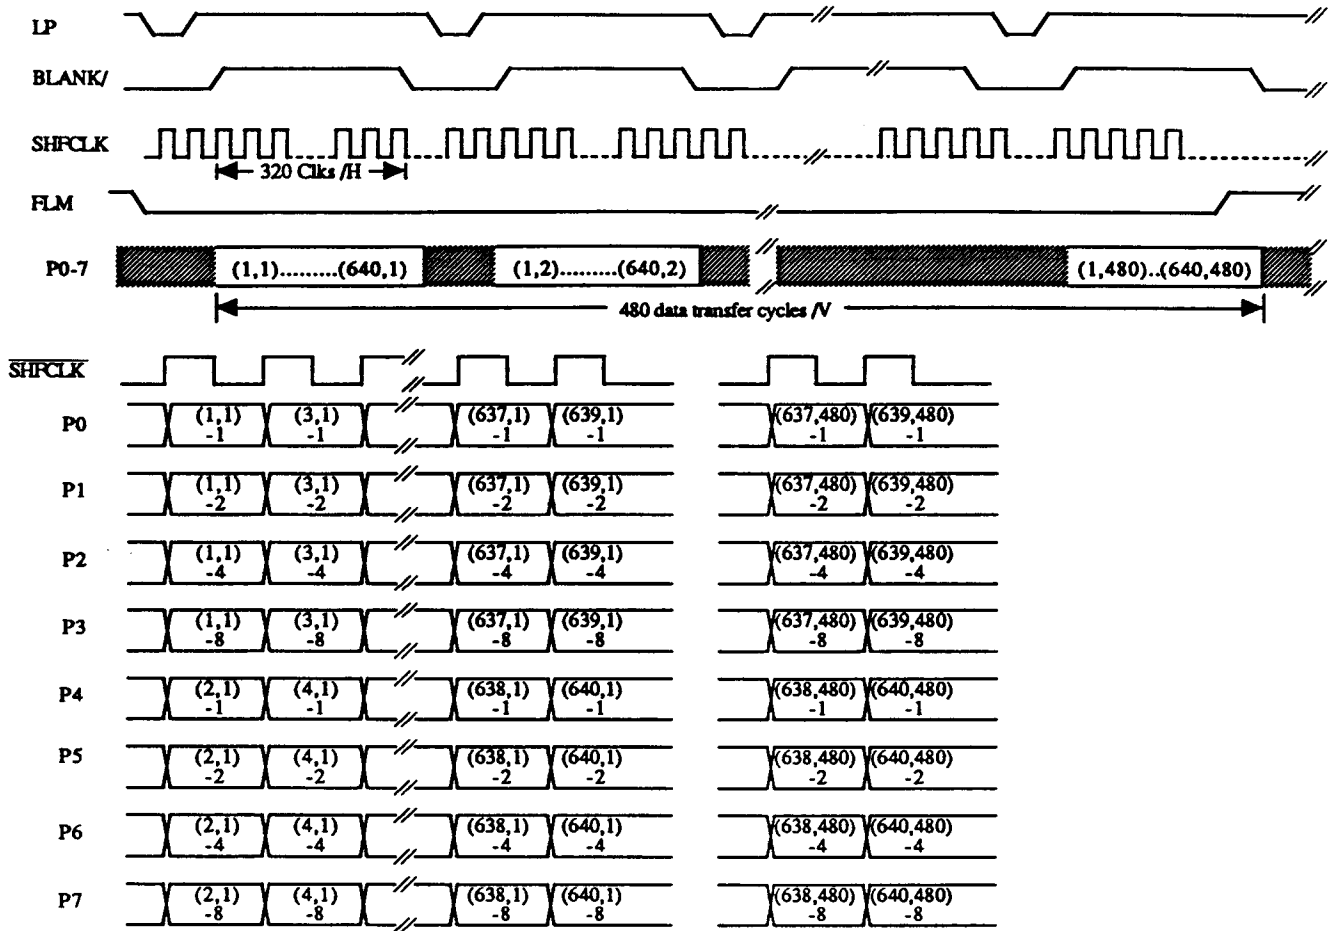 LP
BLANK/
SHFCLK
320 Clks /H
FLM
P0-7
(1,1).........(640,1)
(1,2).........(640,2)
(1,480)..(640,480)
480 data transfer cycles /V
SHFCLK
P0
(1,1) (3,1) (637,1) (639,1) (637,480) (639,480)
-1 -1 -1 -1 -1 -1
P1
(1,1) (3,1) (637,1) (639,1) (637,480) (639,480)
-2 -2 -2 -2 -2 -2
P2
(1,1) (3,1) (637,1) (639,1) (637,480) (639,480)
-4 -4 -4 -4 -4 -4
P3
(1,1) (3,1) (637,1) (639,1) (637,480) (639,480)
-8 -8 -8 -8 -8 -8
P4
(2,1) (4,1) (638,1) (640,1) (638,480) (640,480)
-1 -1 -1 -1 -1 -1
P5
(2,1) (4,1) (638,1) (640,1) (638,480) (640,480)
-2 -2 -2 -2 -2 -2
P6
(2,1) (4,1) (638,1) (640,1) (638,480) (640,480)
-4 -4 -4 -4 -4 -4
P7
(2,1) (4,1) (638,1) (640,1) (638,480) (640,480)
-8 -8 -8 -8 -8 -8